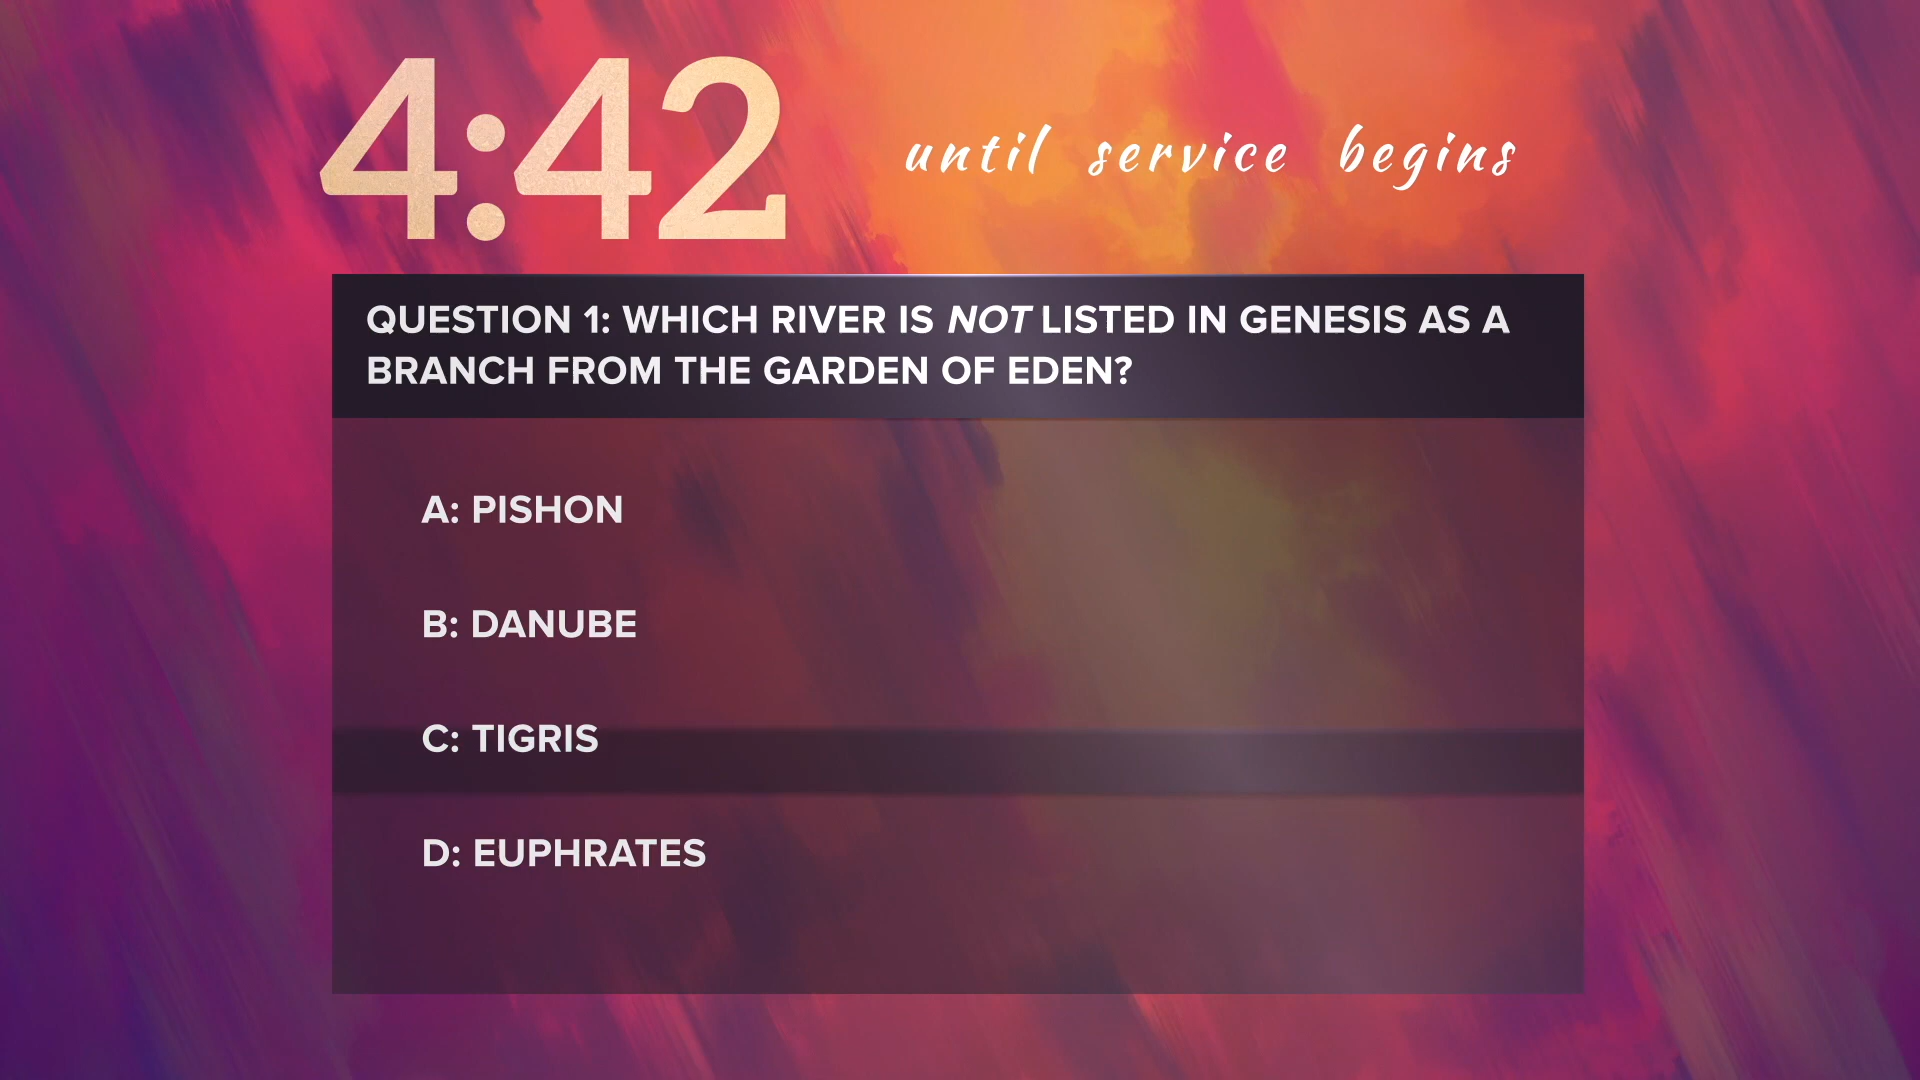 4:42 until service begins
QUESTION 1: WHICH RIVER IS NOT LISTED IN GENESIS AS A
BRANCH FROM THE GARDEN OF EDEN?
A: PISHON
B: DANUBE
C: TIGRIS
D: EUPHRATES